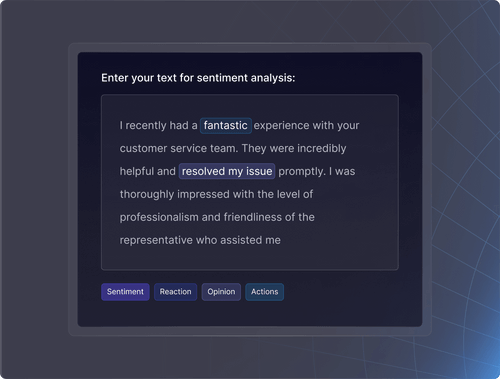 Enter your text for sentiment analysis:
I recently had a fantastic experience with your
customer service team. They were incredibly
helpful and resolved my issue promptly. I was
thoroughly impressed with the level of
professionalism and friendliness of the
representative who assisted me
Sentiment Reaction Opinion Actions